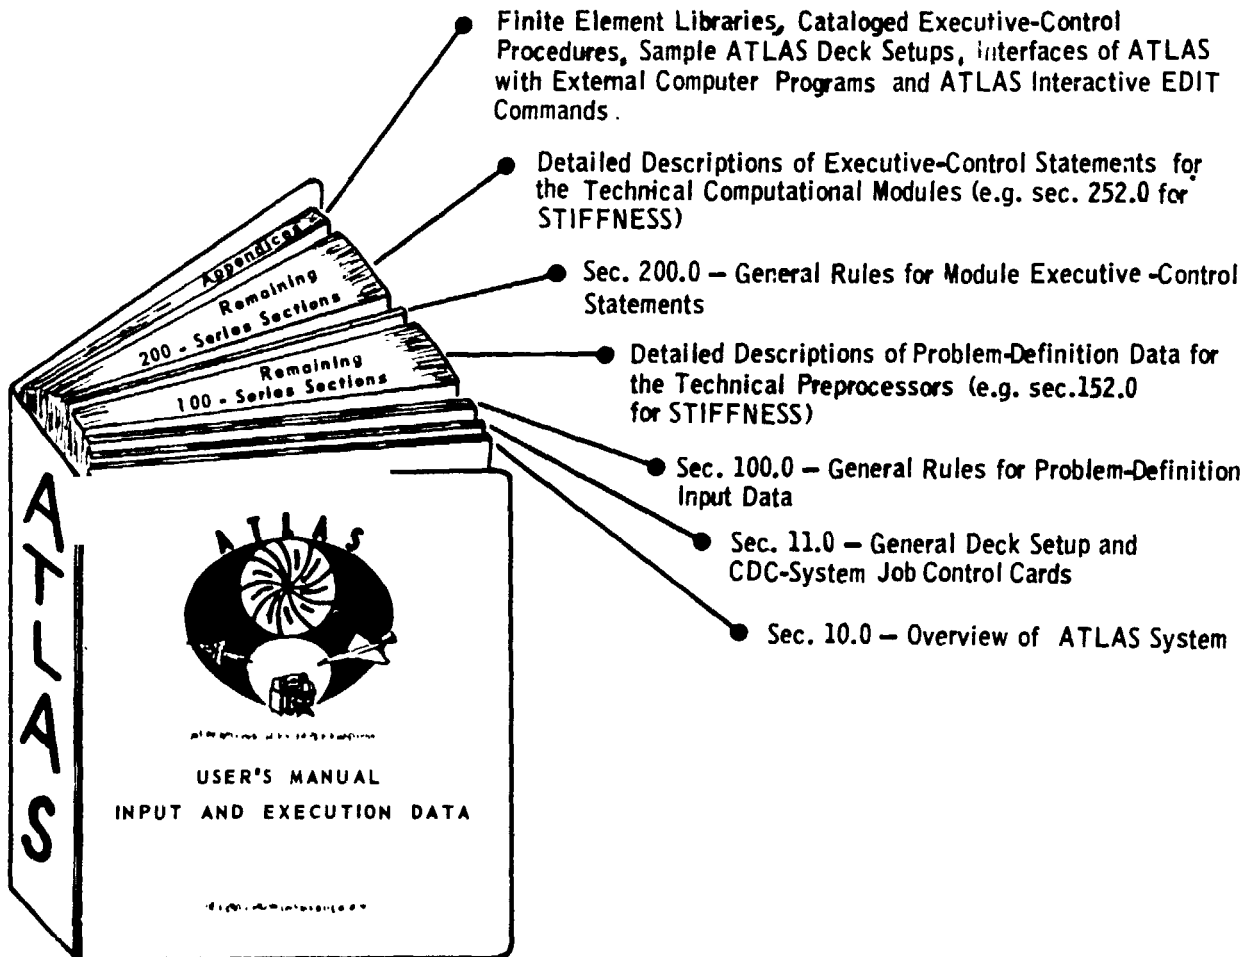 Finite Element Libraries, Cataloged Executive-Control
Procedures, Sample ATLAS Deck Setups, Interfaces of ATLAS
with External Computer Programs and ATLAS Interactive EDIT
Commands.
Detailed Descriptions of Executive-Control Statements for
the Technical Computational Modules (e.g. sec. 252.0 for
STIFFNESS)
Sec. 200.0 — General Rules for Module Executive -Control
Statements
Detailed Descriptions of Problem-Definition Data for
the Technical Preprocessors (e.g. sec.152.0
for STIFFNESS)
Sec. 100.0 — General Rules for Problem-Definition
Input Data
Sec. 11.0 — General Deck Setup and
CDC-System Job Control Cards
Sec. 10.0 — Overview of ATLAS System
Appendices
Remaining
200 - Series Sections
Remaining
100 - Series Sections
ATLAS
ATLAS
USER'S MANUAL
INPUT AND EXECUTION DATA